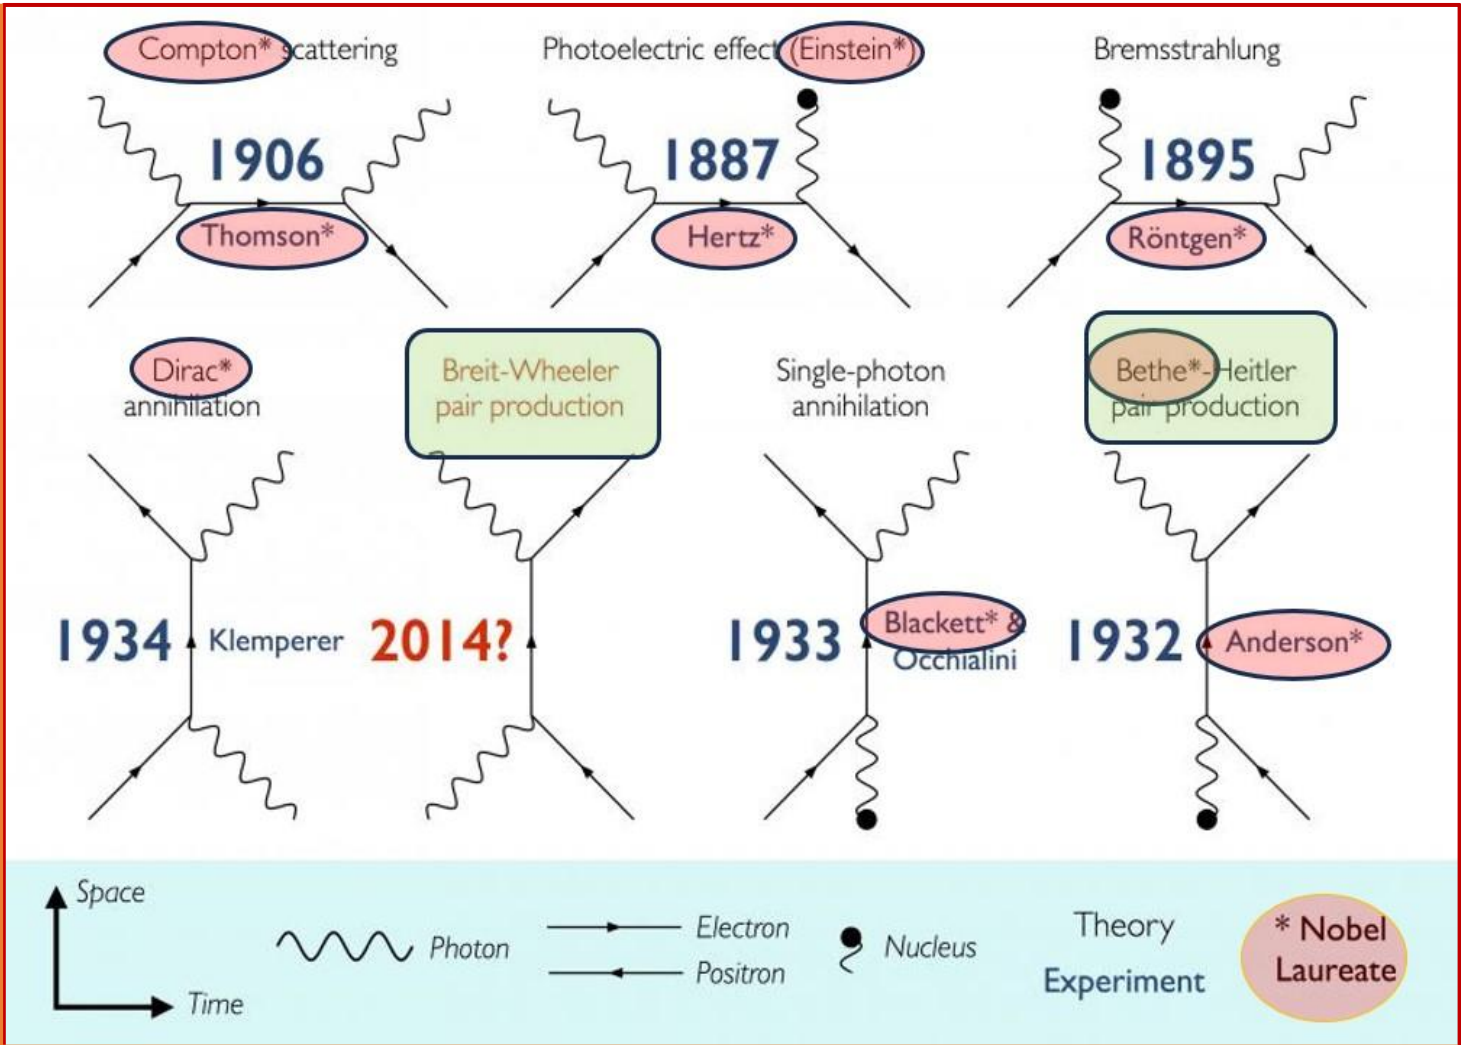 Compton* scattering
Photoelectric effect (Einstein*)
Bremsstrahlung
1906
Thomson*
1887
Hertz*
1895
Röntgen*
Dirac*
annihilation
Breit-Wheeler
pair production
Single-photon
annihilation
Bethe*-Heitler
pair production
1934 Klemperer
2014?
1933
Blackett* &
Occhialini
1932 Anderson*
Space
Time
Photon
Electron
Positron
Nucleus
Theory
Experiment
* Nobel
Laureate